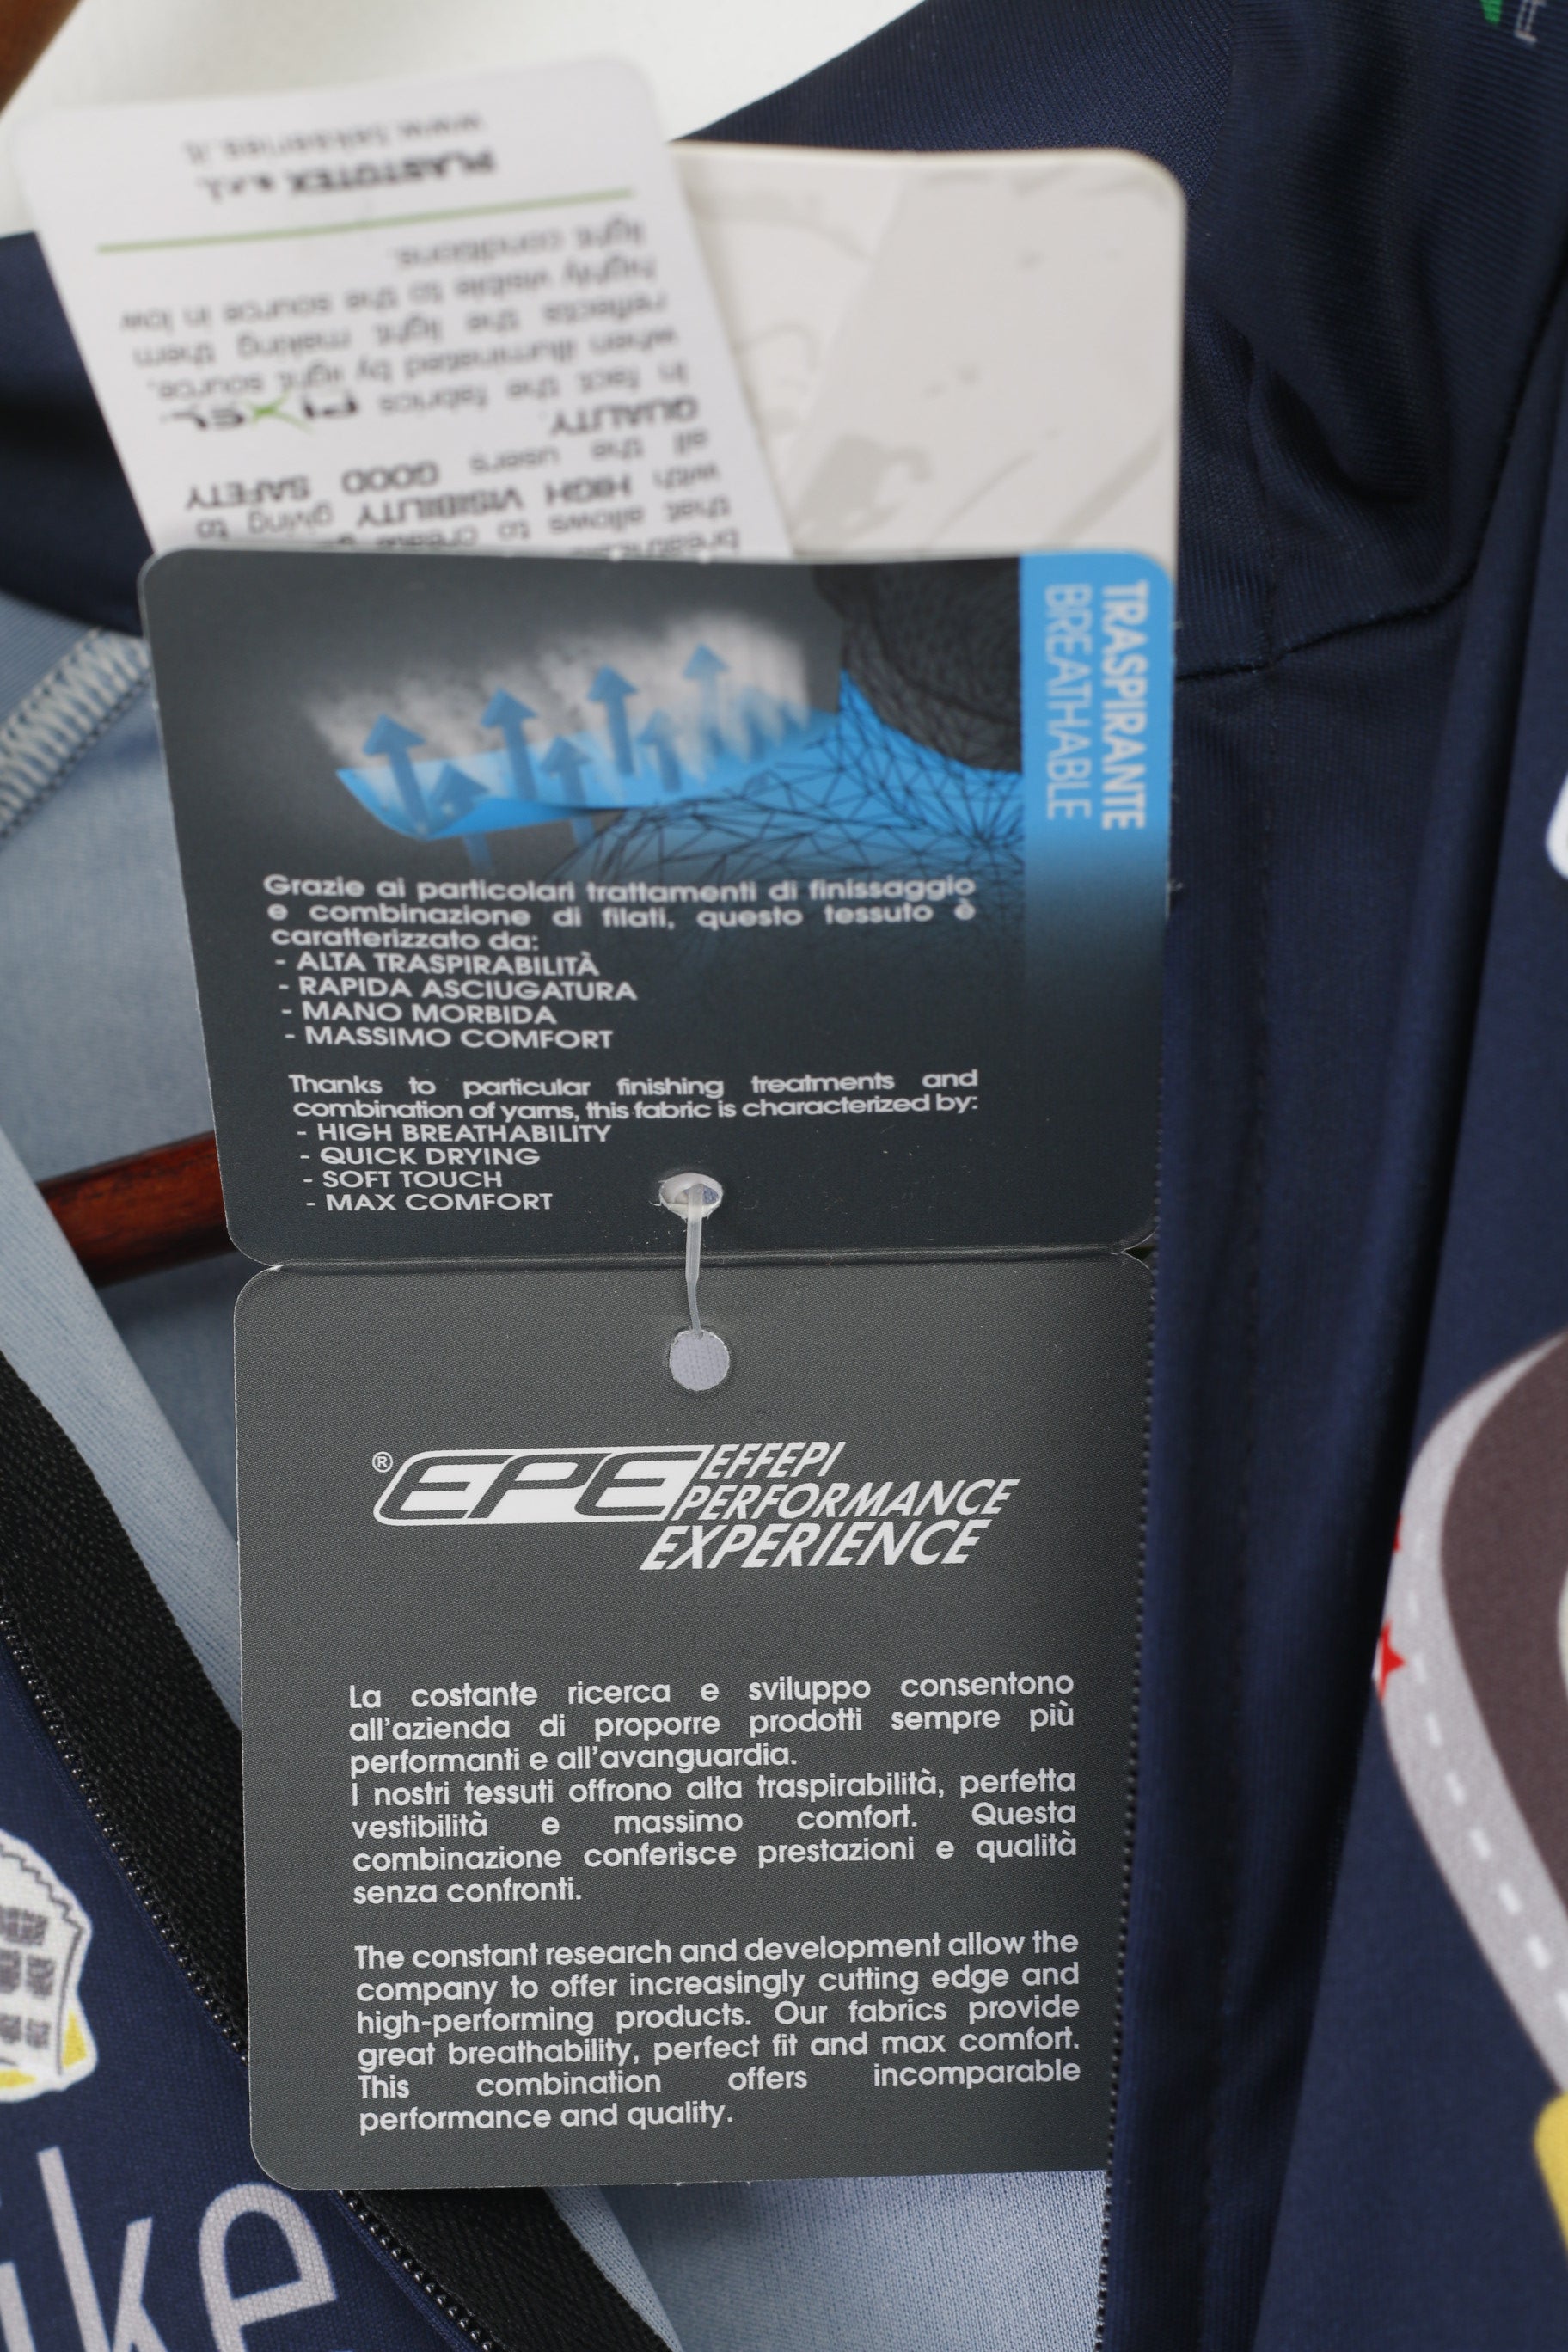 TRASPIRANTE
BREATHABLE
Grazie ai particolari trattamenti di finissaggio
e combinazione di filati, questo tessuto è
caratterizzato da:
- ALTA TRASPIRABILITÀ
- RAPIDA ASCIUGATURA
- MANO MORBIDA
- MASSIMO COMFORT
Thanks to particular finishing treatments and
combination of yarns, this fabric is characterized by:
- HIGH BREATHABILITY
- QUICK DRYING
- SOFT TOUCH
- MAX COMFORT
® EPE EFFEPI
PERFORMANCE
EXPERIENCE
La costante ricerca e sviluppo consentono
all'azienda di proporre prodotti sempre più
performanti e all'avanguardia.
I nostri tessuti offrono alta traspirabilità, perfetta
vestibilità e massimo comfort. Questa
combinazione conferisce prestazioni e qualità
senza confronti.
The constant research and development allow the
company to offer increasingly cutting edge and
high-performing products. Our fabrics provide
great breathability, perfect fit and max comfort.
This combination offers incomparable
performance and quality.
that allows to create giving to
with HIGH VISIBILITY
all the users GOOD SAFETY
QUALITY.
In fact the fabrics PIXEL,
when illuminated by light source,
reflects the light making them
highly visible to the source in low
light conditions.
PLASTOTEX s.r.l.
www.tekseries.it
ike